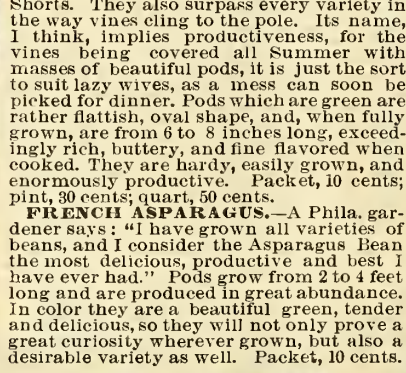 Shorts. They also surpass every variety in
the way vines cling to the pole. Its name,
I think, implies productiveness, for the
vines being covered all Summer with
masses of beautiful pods, it is just the sort
to suit lazy wives, as a mess can soon be
picked for dinner. Pods which are green are
rather flattish, oval shape, and, when fully
grown, are from 6 to 8 inches long, exceed-
ingly rich, buttery, and fine flavored when
cooked. They are hardy, easily grown, and
enormously productive. Packet, 10 cents;
pint, 30 cents; quart, 50 cents.
FRENCH ASPARAGUS.—A Phila. gar-
dener says: "I have grown all varieties of
beans, and I consider the Asparagus Bean
the most delicious, productive and best I
have ever had." Pods grow from 2 to 4 feet
long and are produced in great abundance.
In color they are a beautiful green, tender
and delicious, so they will not only prove a
great curiosity wherever grown, but also a
desirable variety as well. Packet, 10 cents.